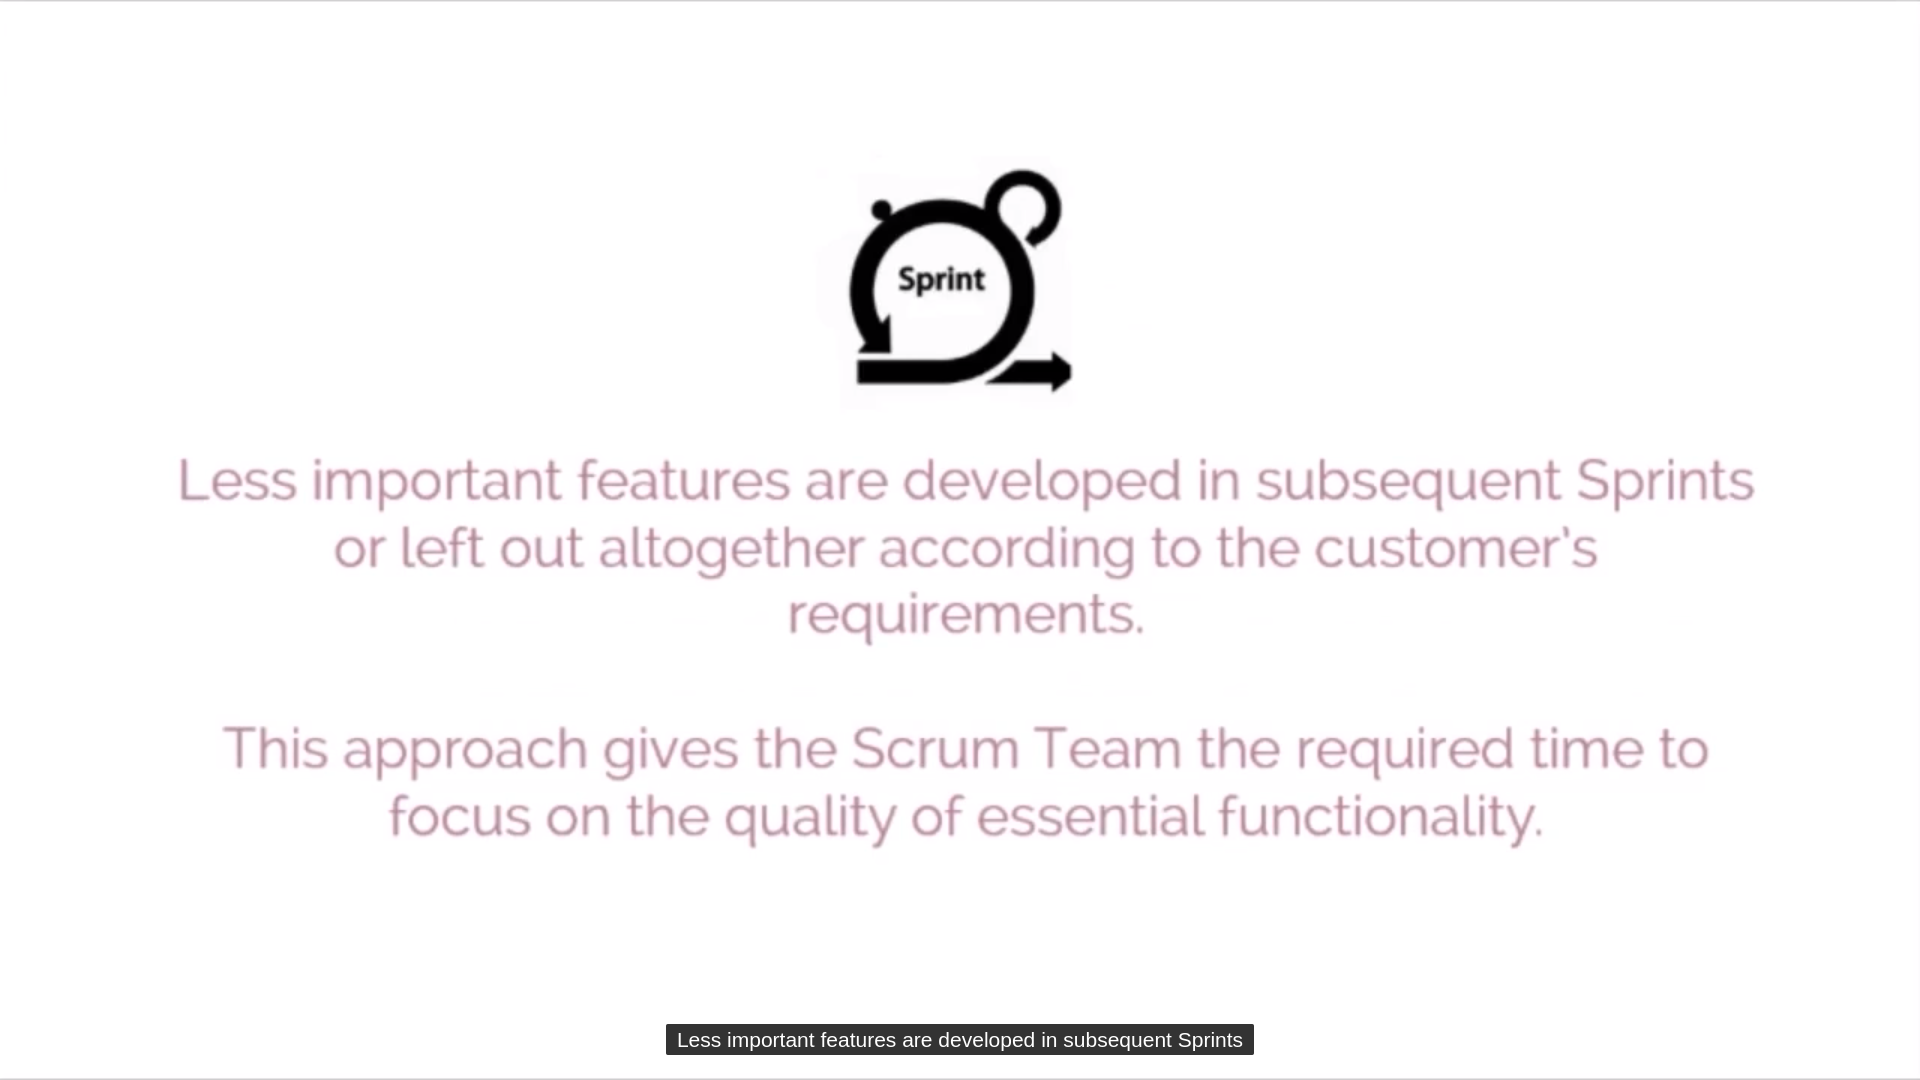 Sprint
Less important features are developed in subsequent Sprints
or left out altogether according to the customer's
requirements.
This approach gives the Scrum Team the required time to
focus on the quality of essential functionality.
Less important features are developed in subsequent Sprints